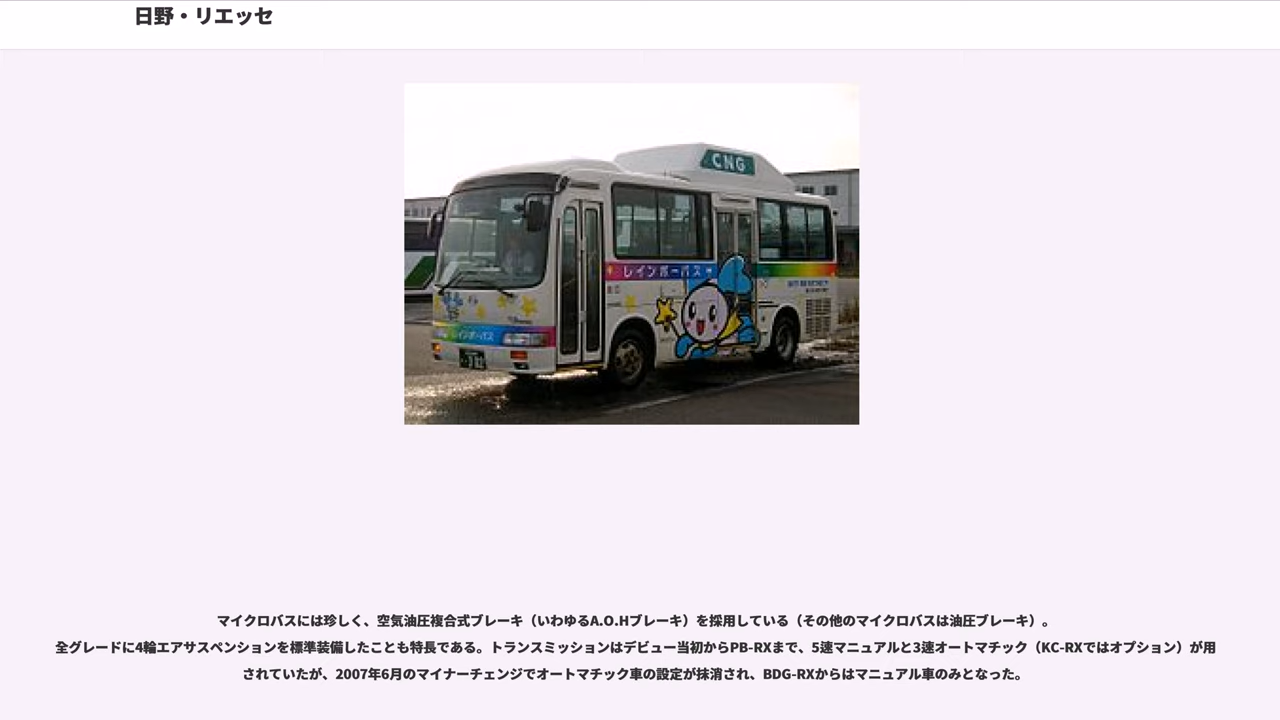 日野・リエッセ
CNG
レインボーバス
レインボーバス
マイクロバスには珍しく、空気油圧複合式ブレーキ（いわゆるA.O.Hブレーキ）を採用している（その他のマイクロバスは油圧ブレーキ）。
全グレードに4輪エアサスペンションを標準装備したことも特長である。トランスミッションはデビュー当初からPB-RXまで、5速マニュアルと3速オートマチック（KC-RXではオプション）が用
されていたが、2007年6月のマイナーチェンジでオートマチック車の設定が抹消され、BDG-RXからはマニュアル車のみとなった。